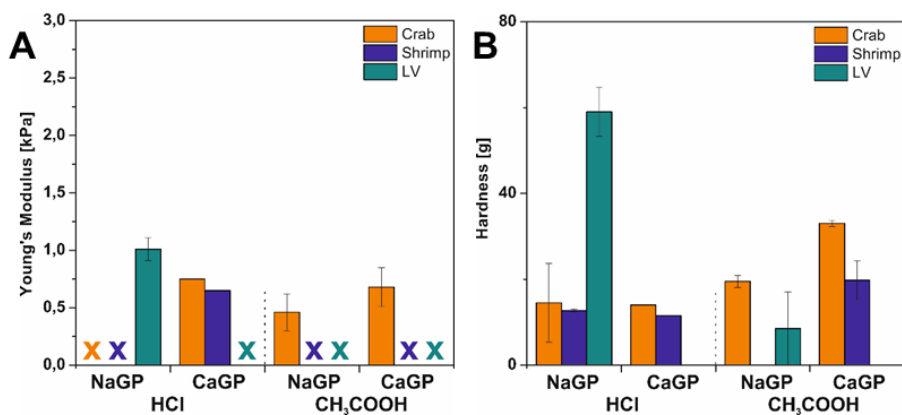 A
Young's Modulus [kPa]
3,0
2,5
2,0
1,5
1,0
0,5
0,0
Crab
Shrimp
LV
X X X X X X X
NaGP CaGP NaGP CaGP
HCl CH₃COOH
B
Hardness [g]
80
40
0
Crab
Shrimp
LV
NaGP CaGP NaGP CaGP
HCl CH₃COOH